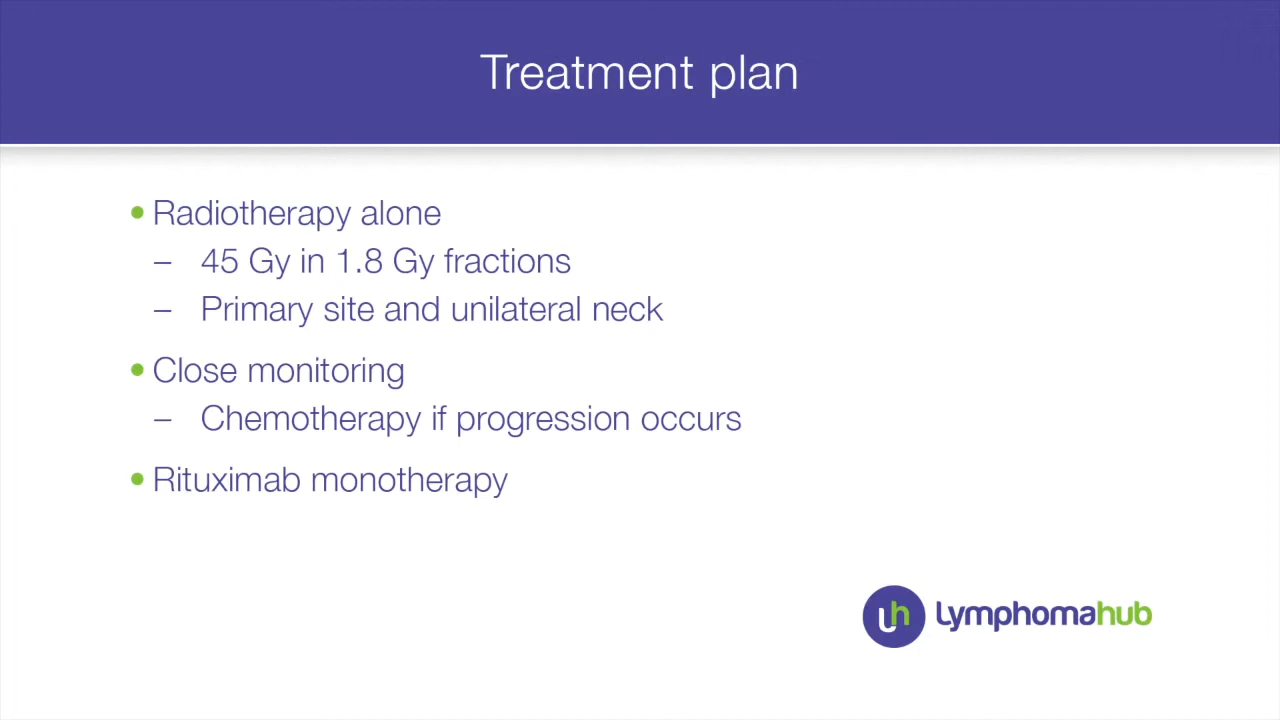 Treatment plan
• Radiotherapy alone
– 45 Gy in 1.8 Gy fractions
– Primary site and unilateral neck
• Close monitoring
– Chemotherapy if progression occurs
• Rituximab monotherapy
lh lymphomahub